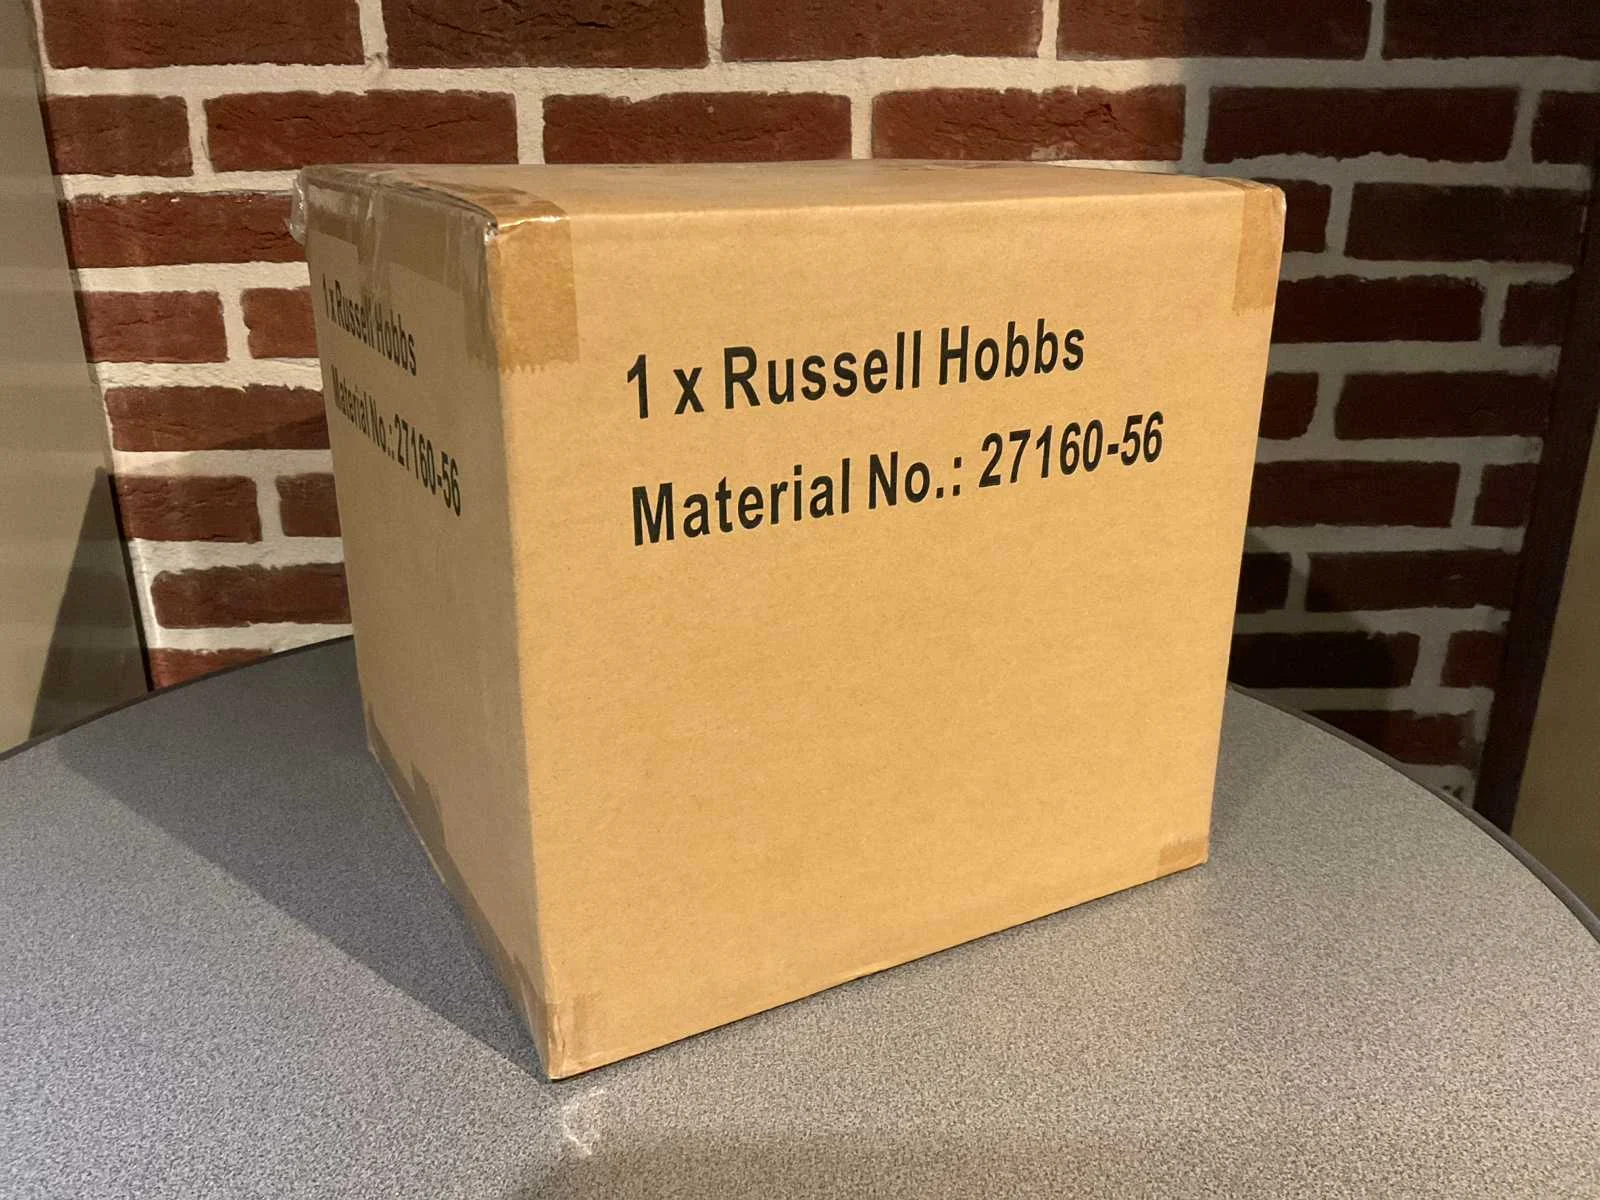 1 x Russell Hobbs
Material No.: 27160-56
1 x Russell Hobbs
Material No.: 27160-56